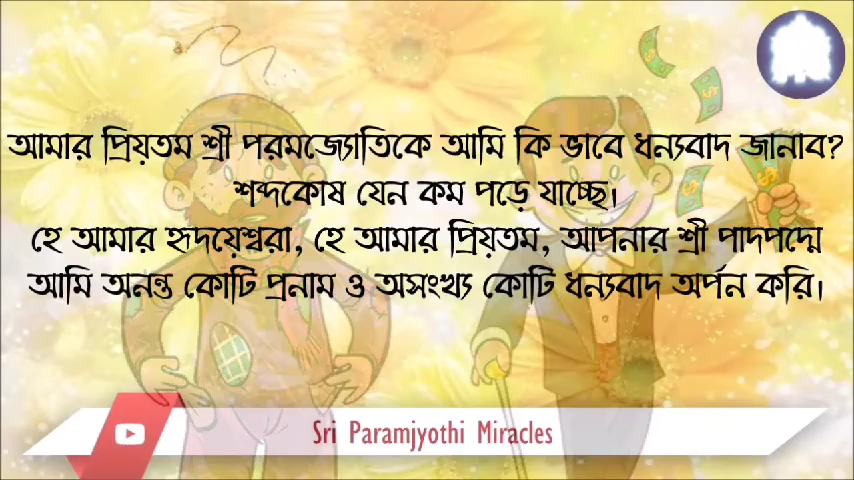 আমার প্রিয়তম শ্রী পরমজ্যোতিকে আমি কি ভাবে ধন্যবাদ জানাব?
শব্দকোষ যেন কম পড়ে যাচ্ছে।
হে আমার হৃদয়েশ্বরা, হে আমার প্রিয়তম, আপনার শ্রী পাদপদ্মে
আমি অনন্ত কোটি প্রনাম ও অসংখ্য কোটি ধন্যবাদ অর্পন করি।
Sri Paramjyothi Miracles